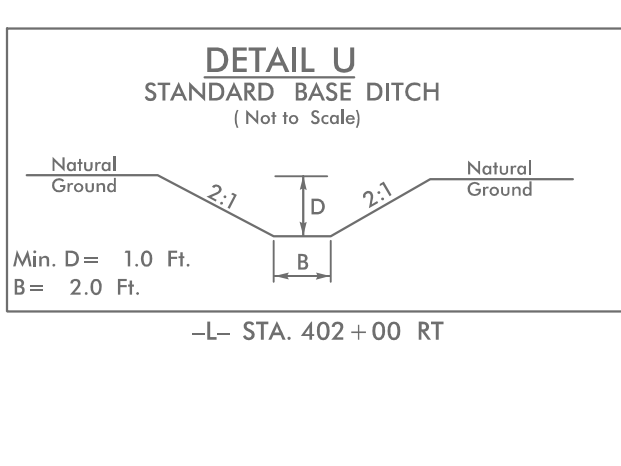 DETAIL U
STANDARD BASE DITCH
( Not to Scale)
Natural
Ground
2:1
D
2:1
Natural
Ground
B
Min. D= 1.0 Ft.
B= 2.0 Ft.
-L- STA. 402+00 RT